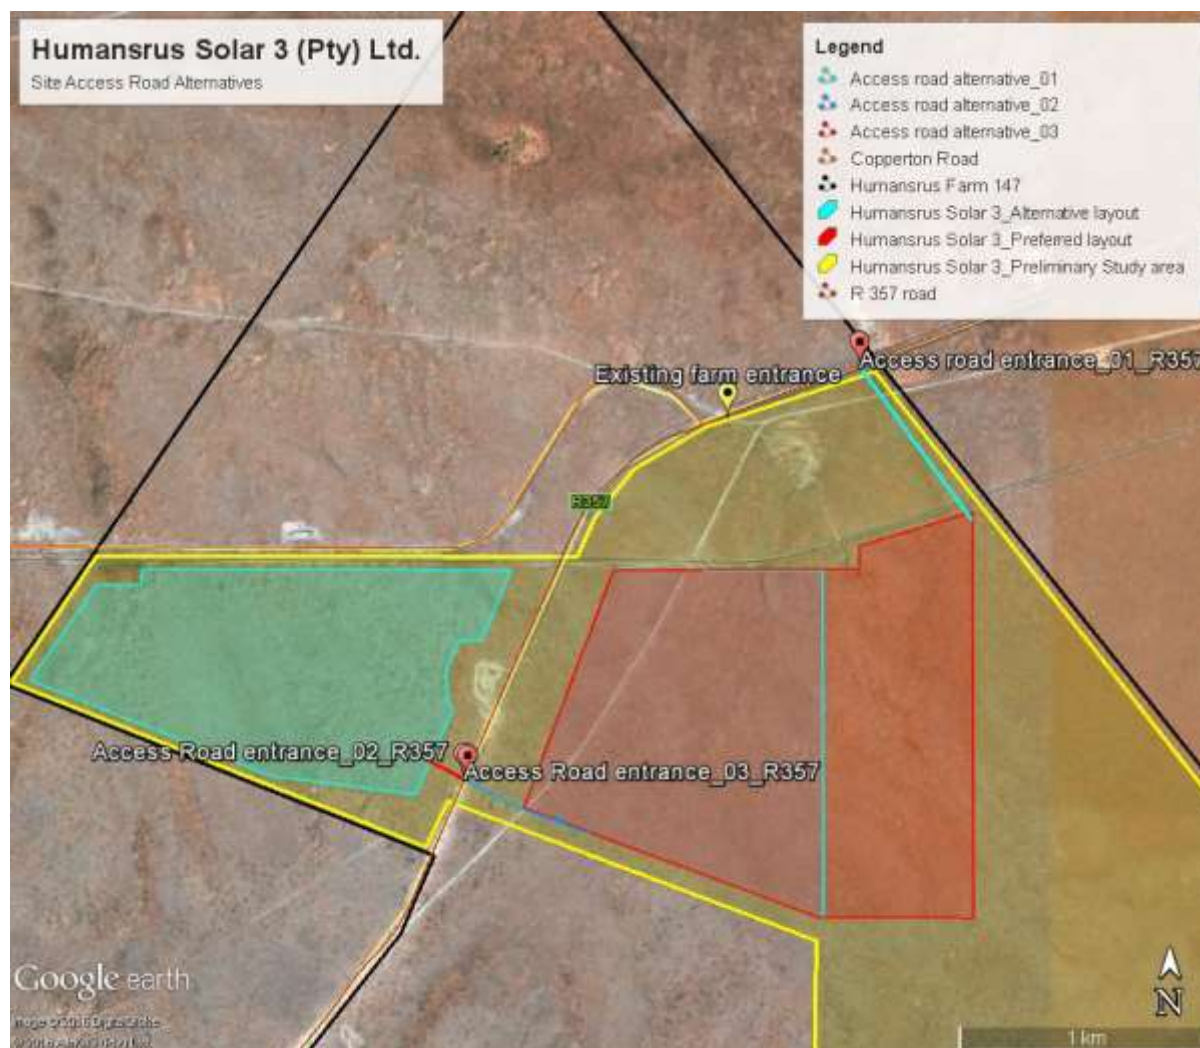 Humansrus Solar 3 (Pty) Ltd.
Site Access Road Alternatives
Legend
Access road alternative_01
Access road alternative_02
Access road alternative_03
Copperton Road
Humansrus Farm 147
Humansrus Solar 3_Alternative layout
Humansrus Solar 3_Preferred layout
Humansrus Solar 3_Preliminary Study area
R 357 road
Access road entrance_01_R357
Existing farm entrance
R357
Access Road entrance_02_R357
Access Road entrance_03_R357
Google earth
N
1 km